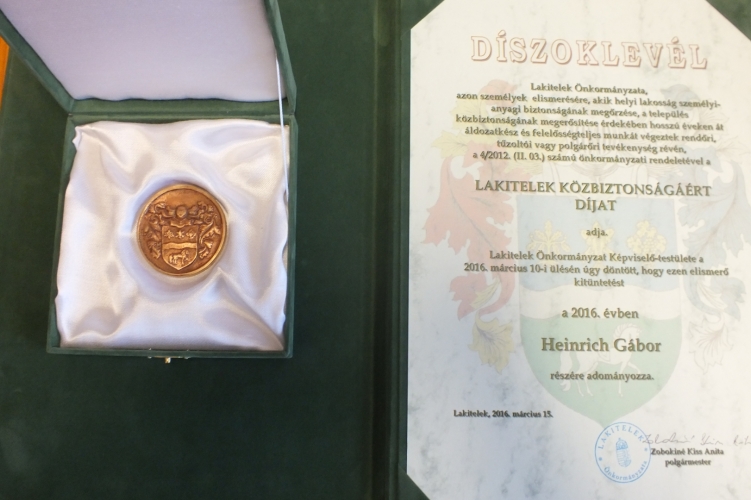 DÍSZOKLEVÉL
Lakitelek Önkormányzata,
azon személyek elismerésére, akik helyi lakosság személyi-
anyagi biztonságának megőrzése, a település
közbiztonságának megerősítése érdekében hosszú éveken át
áldozatkész és felelősségteljes munkát végeztek rendőri,
tűzoltói vagy polgárőri tevékenység révén,
a 4/2012. (II. 03.) számú önkormányzati rendeletével a
LAKITELEK KÖZBIZTONSÁGÁÉRT
DÍJAT
adja.
Lakitelek Önkormányzat Képviselő-testülete a
2016. március 10-i ülésén úgy döntött, hogy ezen elismerő
kitüntetést
a 2016. évben
Heinrich Gábor
részére adományozza.
Lakitelek, 2016. március 15.
LAKITELEK
Önkormányzata
Zobokiné Kiss Anita
polgármester